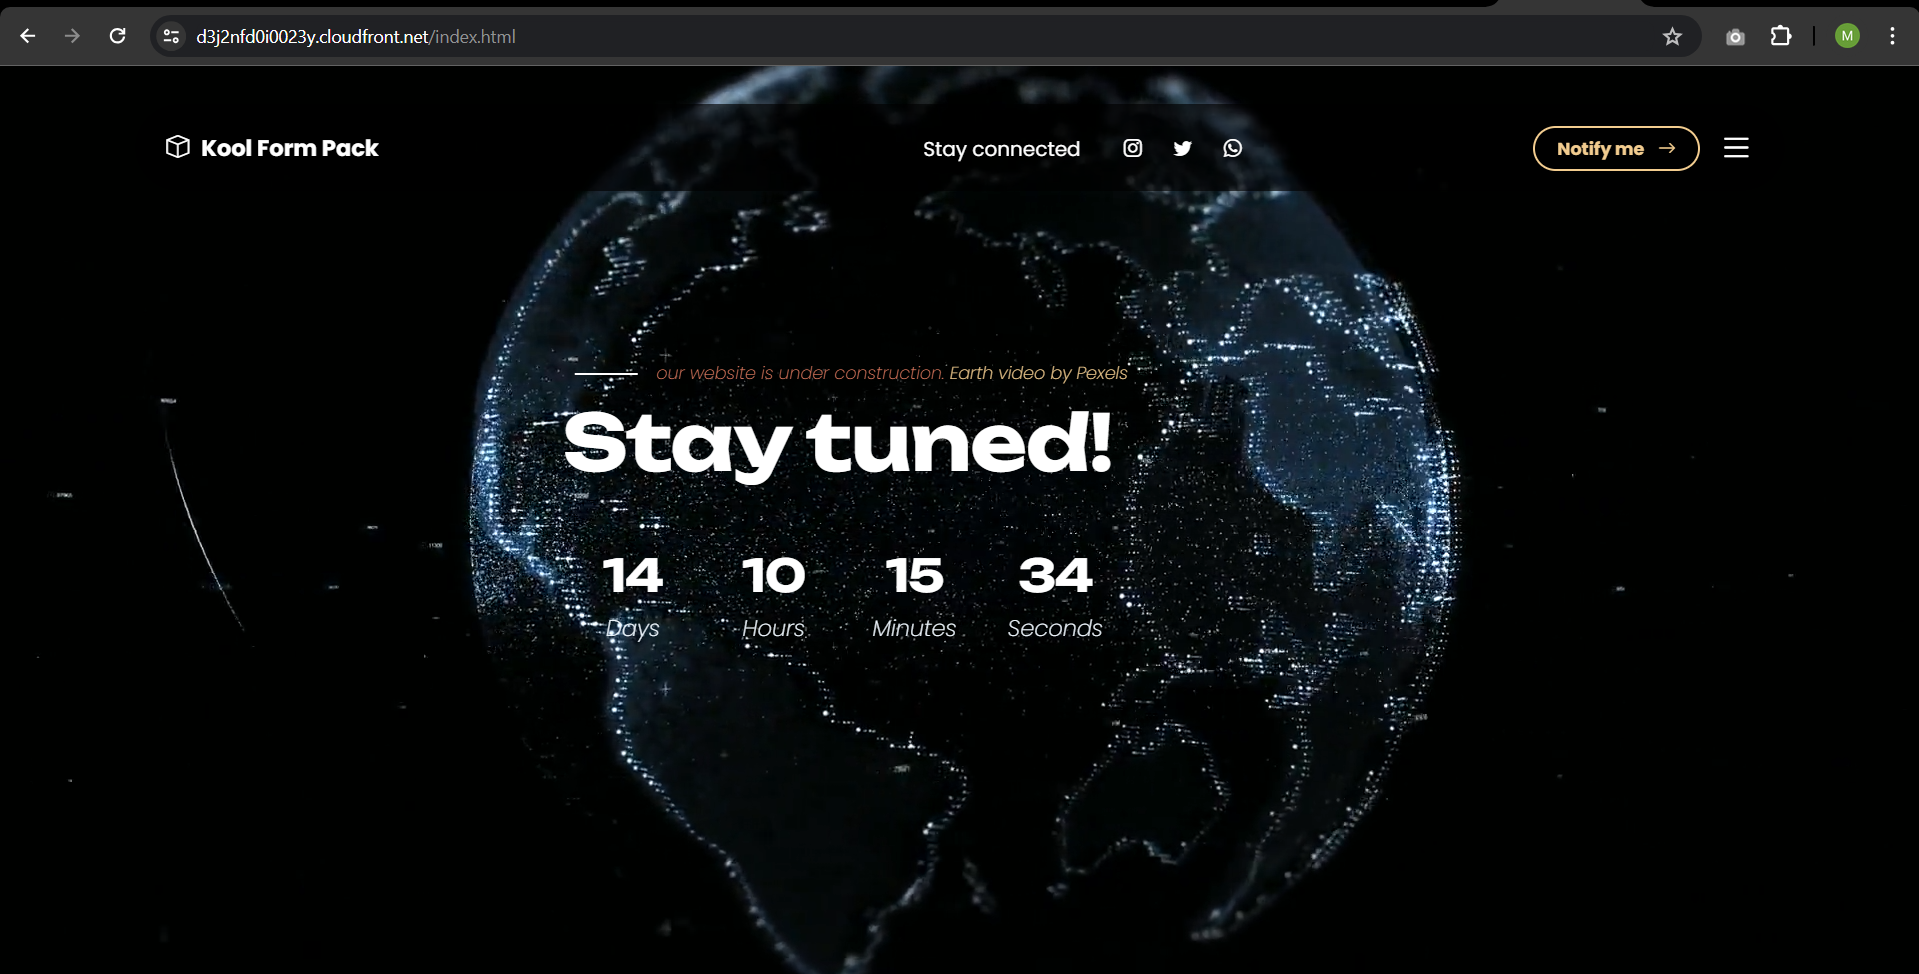 d3j2nfd0i0023y.cloudfront.net/index.html
M
Kool Form Pack
Stay connected
Notify me
our website is under construction. Earth video by Pexels
Stay tuned!
14 10 15 34
Days Hours Minutes Seconds